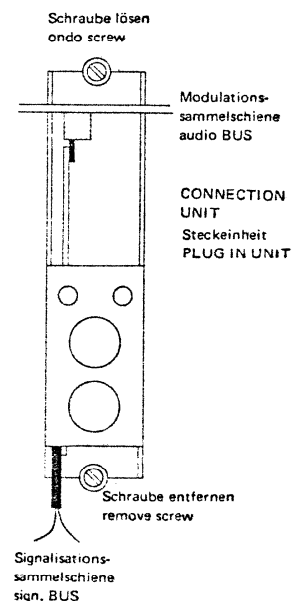 Schraube lösen
ondo screw
Modulations-
sammelschiene
audio BUS
CONNECTION
UNIT
Steckeinheit
PLUG IN UNIT
Schraube entfernen
remove screw
Signalisations-
sammelschiene
sign. BUS